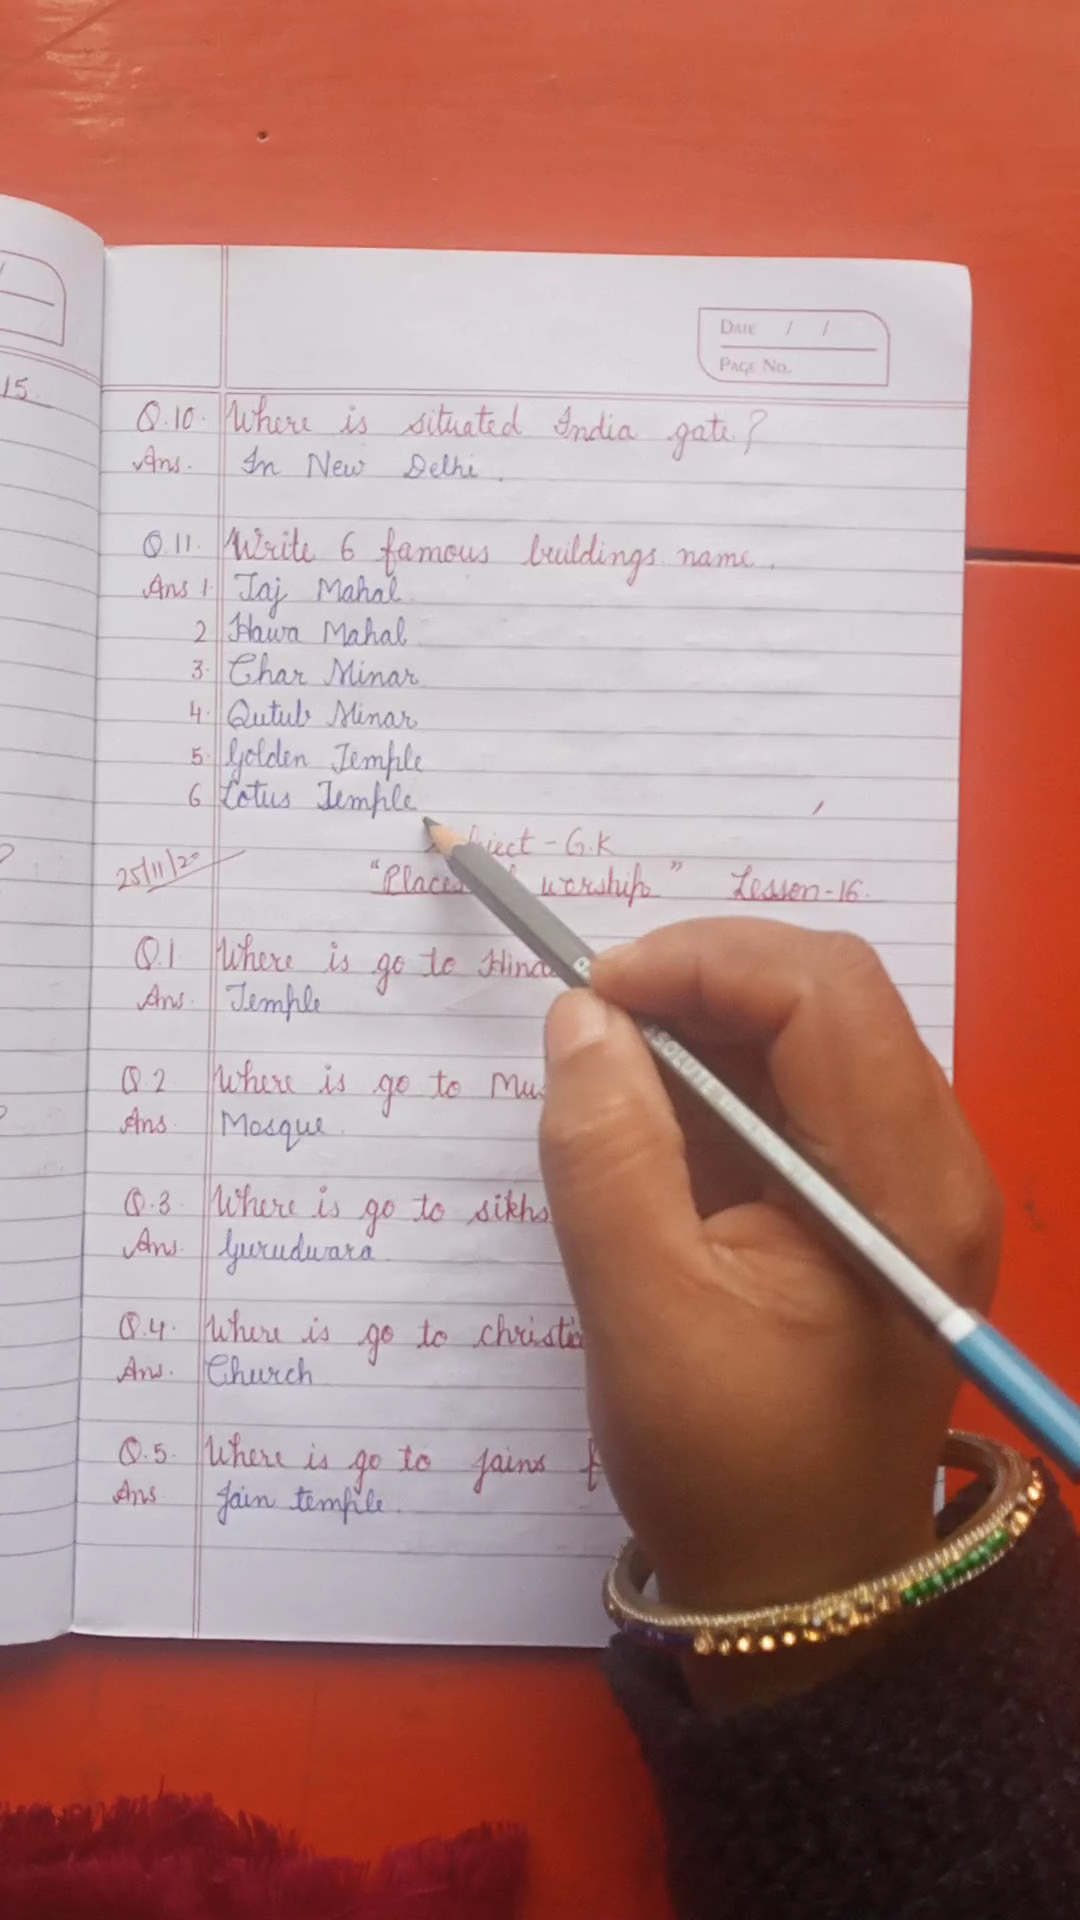 15.
DATE / /
PAGE NO.
Q.10. Where is situated India gate?
Ans. In New Delhi.
Q.11. Write 6 famous buildings name.
Ans 1. Taj Mahal
2 Hawa Mahal
3. Char Minar
4. Qutub Minar
5. Golden Temple
6 Lotus Temple
- G.K
25/11/20
"Places worship" Lesson-16.
Q.1 Where is go to
Ans. Temple
Q.2 Where is go to
Ans Mosque.
Q.3 Where is go to sikhs
Ans. Gurudwara
Q.4. Where is go to
Ans. Church
Q.5. Where is go to jains
Ans Jain temple.